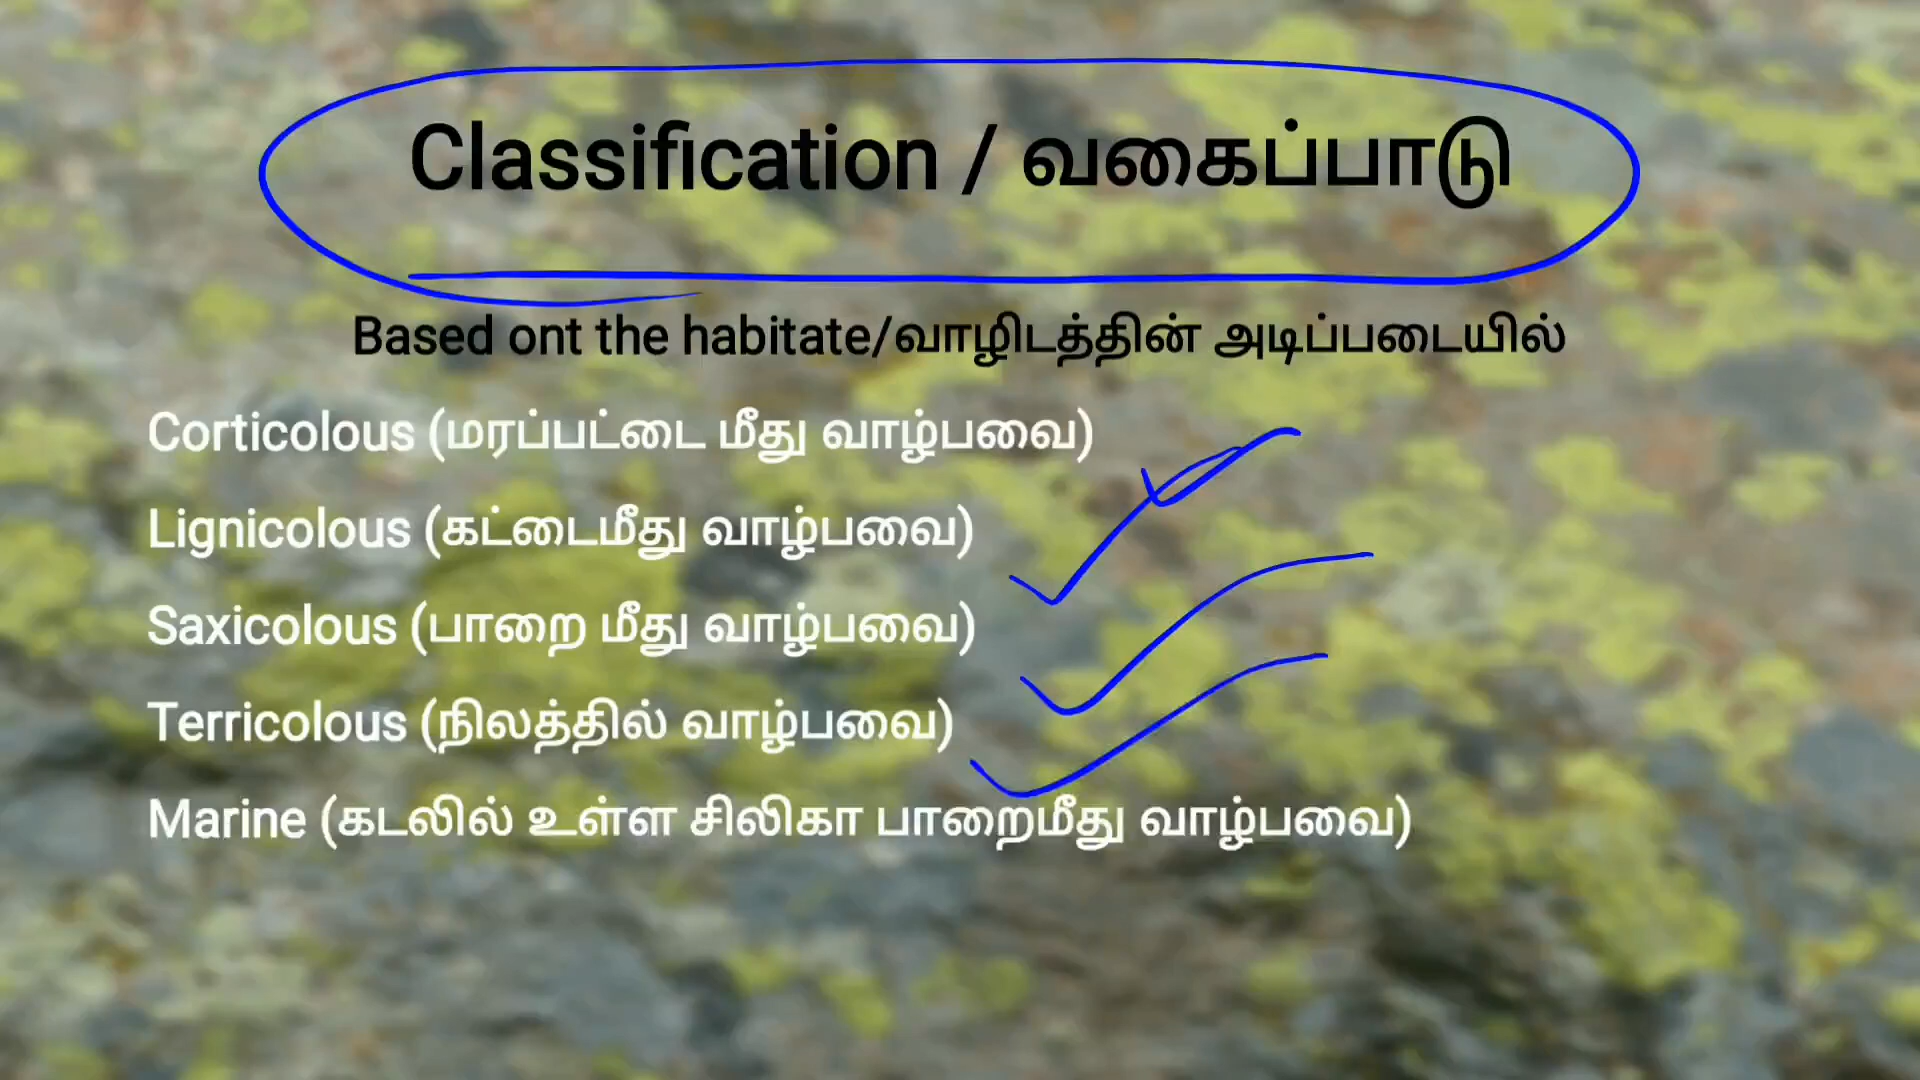 Classification / வகைப்பாடு
Based ont the habitate/வாழிடத்தின் அடிப்படையில்
Corticolous (மரப்பட்டை மீது வாழ்பவை)
Lignicolous (கட்டைமீது வாழ்பவை)
Saxicolous (பாறை மீது வாழ்பவை)
Terricolous (நிலத்தில் வாழ்பவை)
Marine (கடலில் உள்ள சிலிகா பாறைமீது வாழ்பவை)